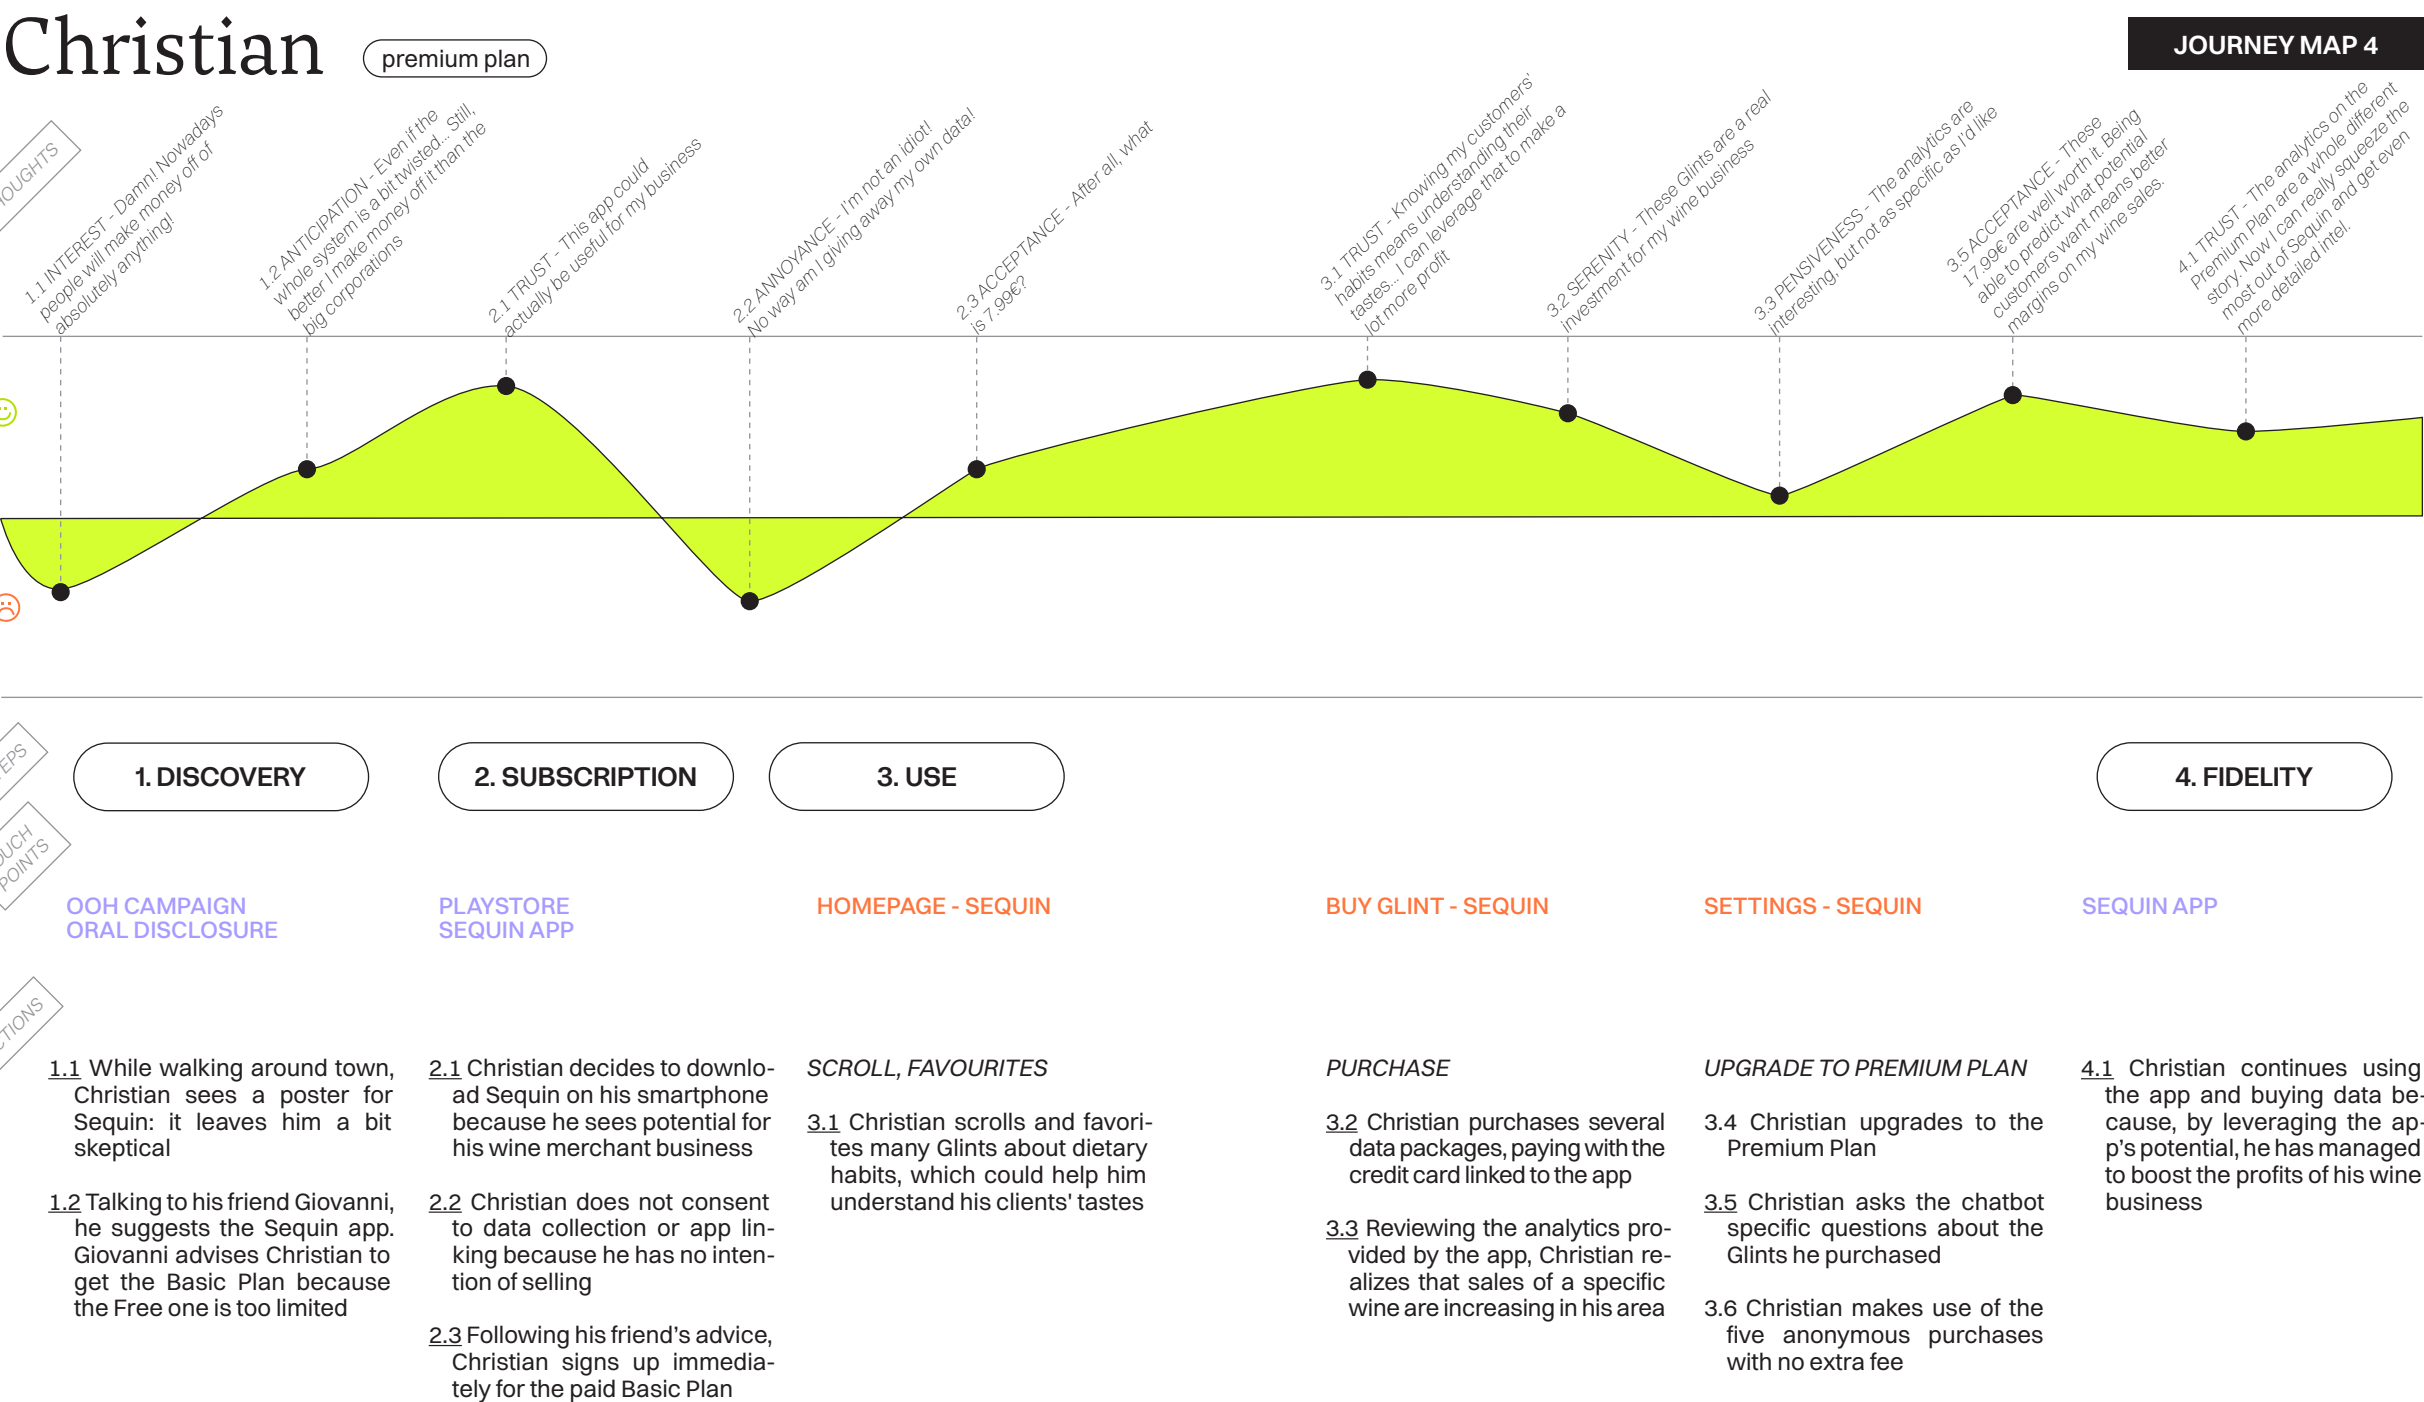 Christian
premium plan
JOURNEY MAP 4
1.1 INTEREST - Damn! Nowadays
people will make money off of
absolutely anything!
1.2 ANTICIPATION - Even if the
whole system is a bit twisted... Still,
better I make money off it than the
big corporations
2.1 TRUST - This app could
actually be useful for my business
2.2 ANNOYANCE - I'm not an idiot!
No way am I giving away my own data!
2.3 ACCEPTANCE - After all, what
is 7.99€?
3.1 TRUST - Knowing my customers'
habits means understanding their
tastes... I can leverage that to make a
lot more profit
3.2 SERENITY - These Glints are a real
investment for my wine business
3.3 PENSIVENESS - The analytics are
interesting, but not as specific as I'd like
3.5 ACCEPTANCE - These
17.99€ are well worth it. Being
able to predict what potential
customers want means better
margins on my wine sales.
4.1 TRUST - The analytics on the
Premium Plan are a whole different
story. Now I can really squeeze the
most out of Sequin and get even
more detailed intel.
1. DISCOVERY
2. SUBSCRIPTION
3. USE
4. FIDELITY
POINTS
OOH CAMPAIGN
ORAL DISCLOSURE
PLAYSTORE
SEQUIN APP
HOMEPAGE - SEQUIN
BUY GLINT - SEQUIN
SETTINGS - SEQUIN
SEQUIN APP
1.1 While walking around town,
Christian sees a poster for
Sequin: it leaves him a bit
skeptical
1.2 Talking to his friend Giovanni,
he suggests the Sequin app.
Giovanni advises Christian to
get the Basic Plan because
the Free one is too limited
2.1 Christian decides to downlo-
ad Sequin on his smartphone
because he sees potential for
his wine merchant business
2.2 Christian does not consent
to data collection or app lin-
king because he has no inten-
tion of selling
2.3 Following his friend's advice,
Christian signs up immedia-
tely for the paid Basic Plan
SCROLL, FAVOURITES
3.1 Christian scrolls and favori-
tes many Glints about dietary
habits, which could help him
understand his clients' tastes
PURCHASE
3.2 Christian purchases several
data packages, paying with the
credit card linked to the app
3.3 Reviewing the analytics pro-
vided by the app, Christian re-
alizes that sales of a specific
wine are increasing in his area
UPGRADE TO PREMIUM PLAN
3.4 Christian upgrades to the
Premium Plan
3.5 Christian asks the chatbot
specific questions about the
Glints he purchased
3.6 Christian makes use of the
five anonymous purchases
with no extra fee
4.1 Christian continues using
the app and buying data be-
cause, by leveraging the ap-
p's potential, he has managed
to boost the profits of his wine
business